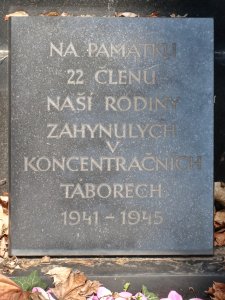 NA PAMÁTKU
22 ČLENŮ
NAŠÍ RODINY
ZAHYNULÝCH
V
KONCENTRAČNÍCH
TÁBORECH
1941-1945